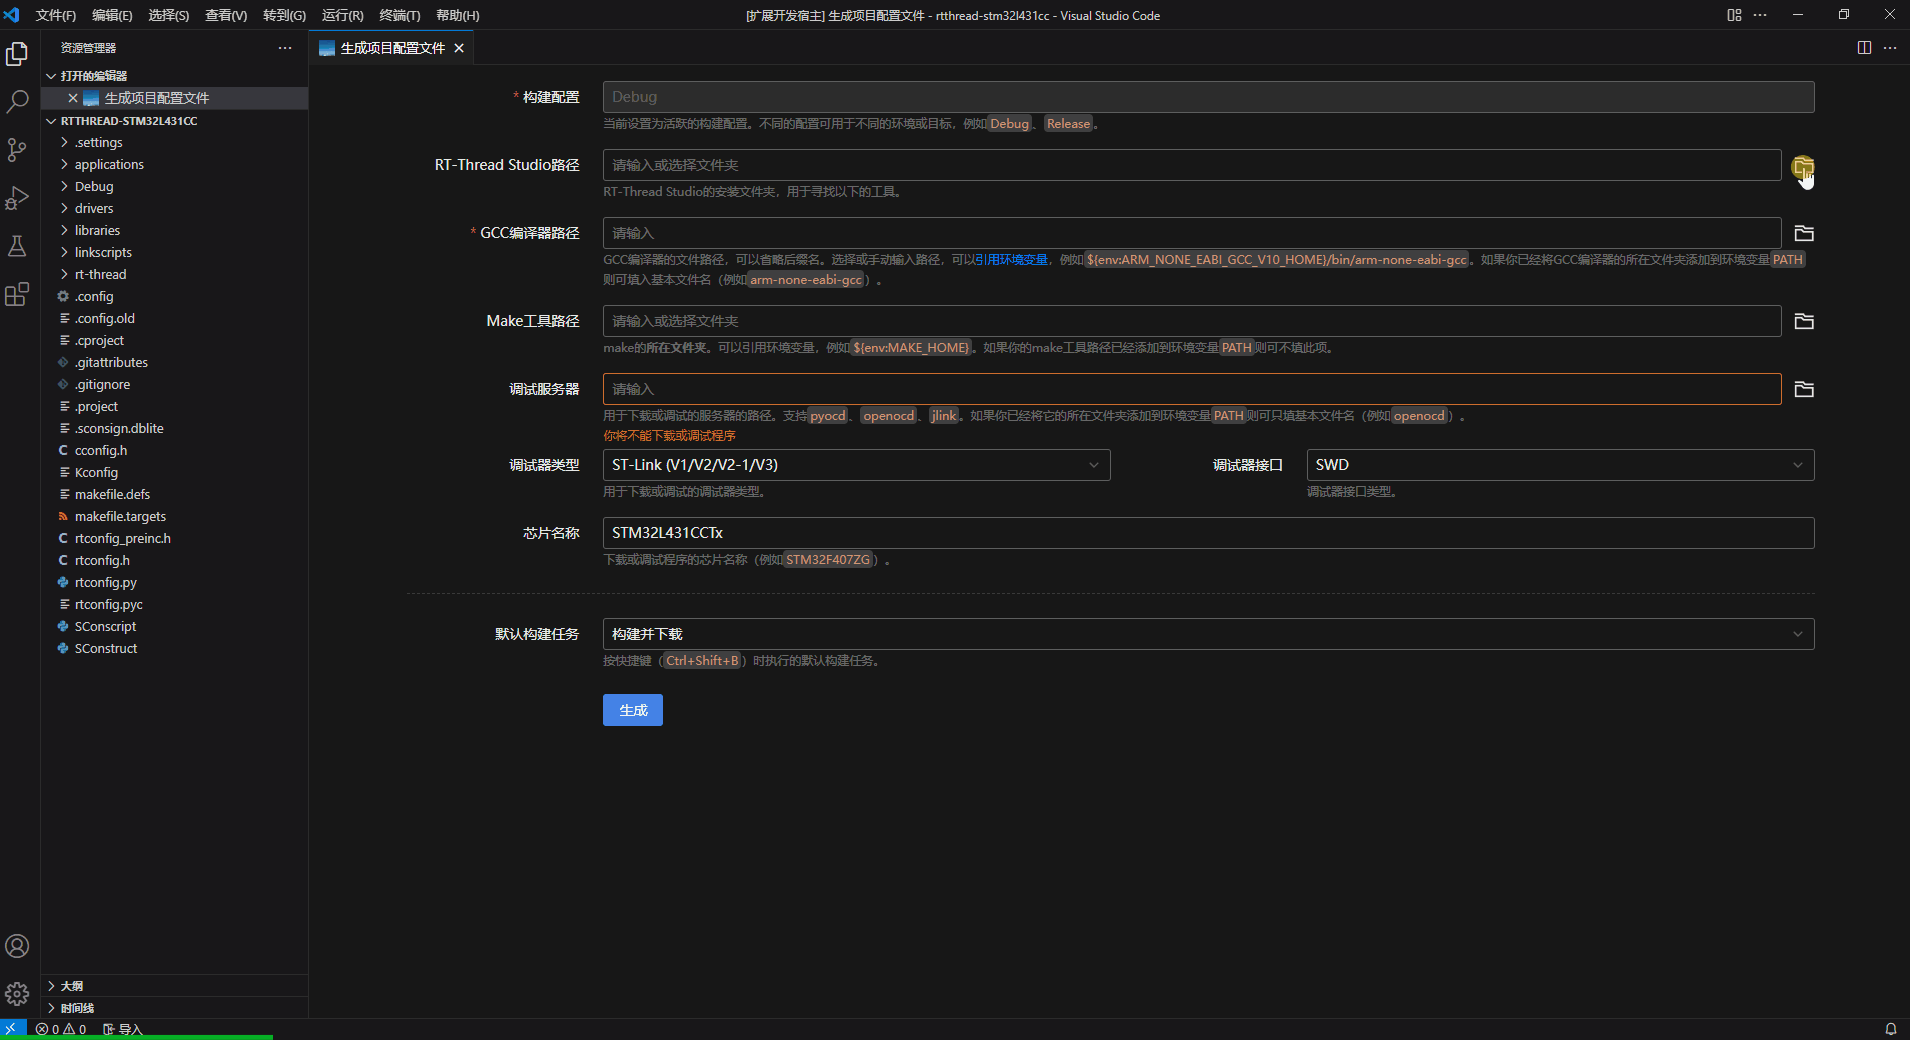 文件(F) 编辑(E) 选择(S) 查看(V) 转到(G) 运行(R) 终端(T) 帮助(H)
[扩展开发宿主] 生成项目配置文件 - rtthread-stm32l431cc - Visual Studio Code
资源管理器
打开的编辑器
生成项目配置文件
RTTHREAD-STM32L431CC
.settings
applications
Debug
drivers
libraries
linkscripts
rt-thread
.config
.config.old
.cproject
.gitattributes
.gitignore
.project
.sconsign.dblite
cconfig.h
Kconfig
makefile.defs
makefile.targets
rtconfig_preinc.h
rtconfig.h
rtconfig.py
rtconfig.pyc
SConscript
SConstruct
大纲
时间线
生成项目配置文件
* 构建配置 Debug
当前设置为活跃的构建配置。不同的配置可用于不同的环境或目标，例如 Debug、Release。
RT-Thread Studio路径 请输入或选择文件夹
RT-Thread Studio的安装文件夹，用于寻找以下的工具。
* GCC编译器路径 请输入
GCC编译器的文件路径，可以省略后缀名。选择或手动输入路径，可以引用环境变量，例如 ${env:ARM_NONE_EABI_GCC_V10_HOME}/bin/arm-none-eabi-gcc。如果你已经将GCC编译器的所在文件夹添加到环境变量 PATH
则可填入基本文件名（例如 arm-none-eabi-gcc）。
Make工具路径 请输入或选择文件夹
make的所在文件夹。可以引用环境变量，例如 ${env:MAKE_HOME}。如果你的make工具路径已经添加到环境变量 PATH 则可不填此项。
调试服务器 请输入
用于下载或调试的服务器的路径。支持 pyocd、openocd、jlink。如果你已经将它的所在文件夹添加到环境变量 PATH 则可只填基本文件名（例如 openocd）。
你将不能下载或调试程序
调试器类型 ST-Link (V1/V2/V2-1/V3) 调试器接口 SWD
用于下载或调试的调试器类型。 调试器接口类型。
芯片名称 STM32L431CCTx
下载或调试程序的芯片名称（例如 STM32F407ZG）。
默认构建任务 构建并下载
按快捷键（Ctrl+Shift+B）时执行的默认构建任务。
生成
0 0 导入